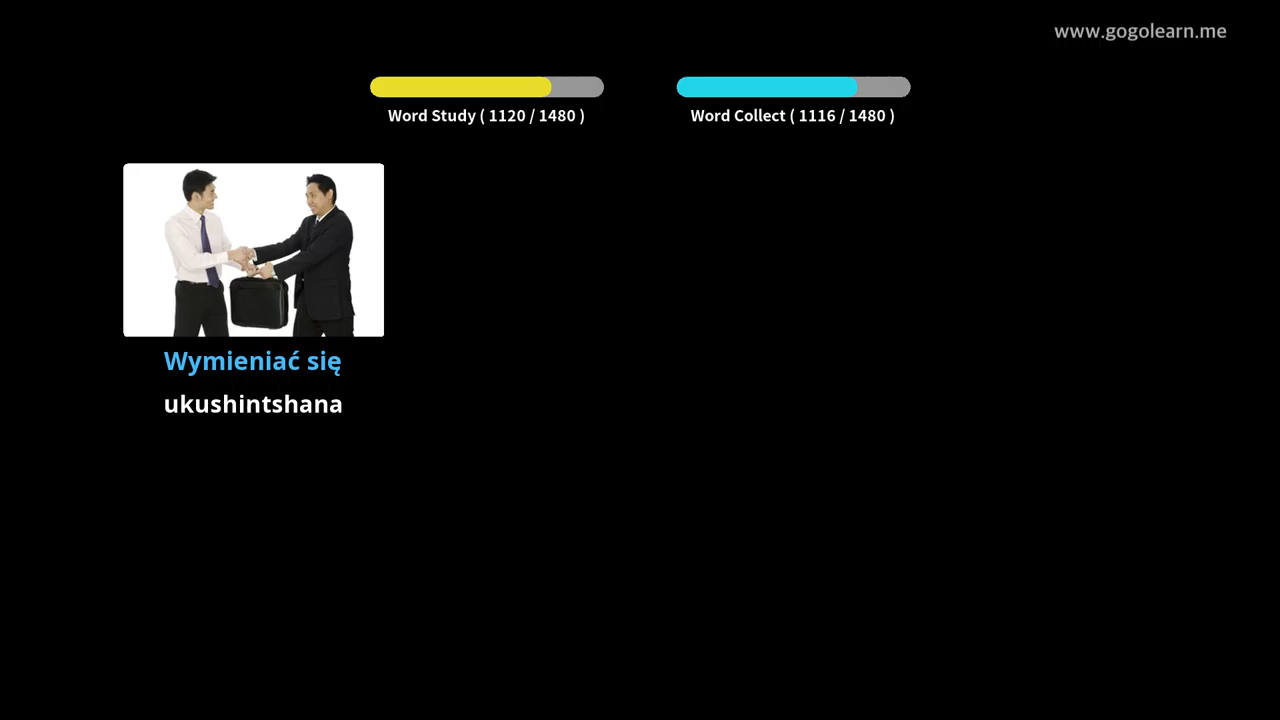 www.gogolearn.me
Word Study ( 1120 / 1480 )
Word Collect ( 1116 / 1480 )
Wymieniać się
ukushintshana